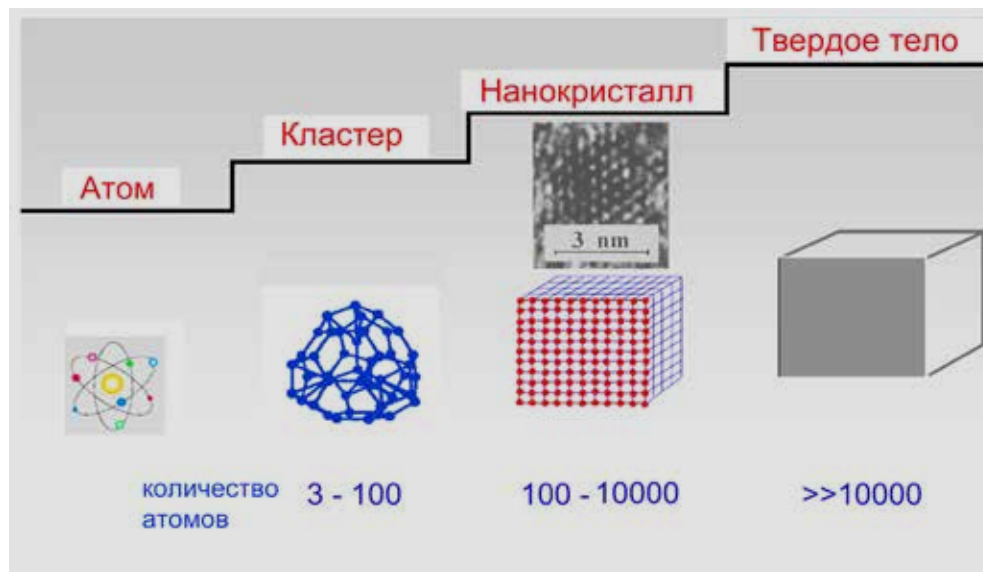 Твердое тело
Нанокристалл
Кластер
Атом
3 nm
количество
атомов
3 - 100
100 - 10000
>>10000